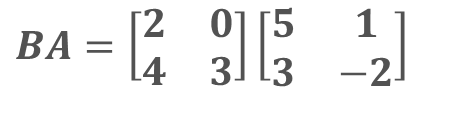 BA = [2 0] [5 1]
[4 3] [3 −2]